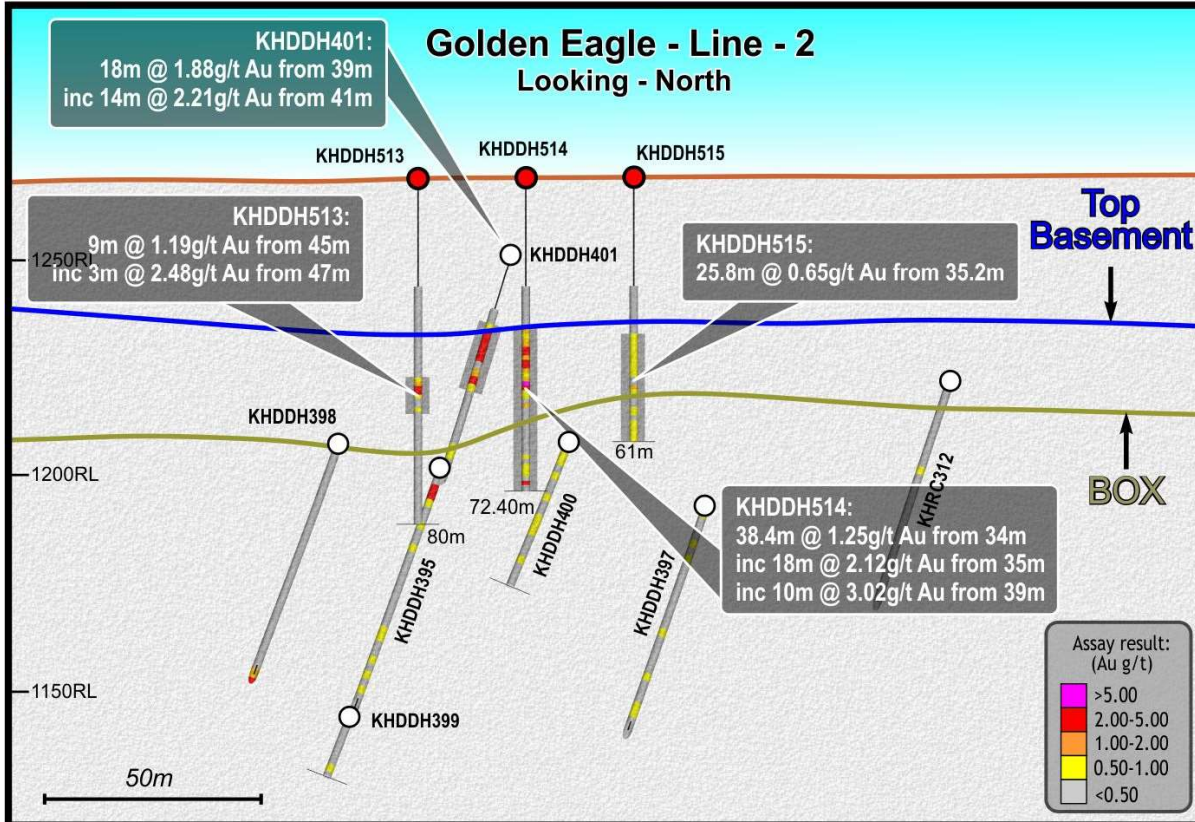 Golden Eagle - Line - 2
Looking - North
KHDDH401:
18m @ 1.88g/t Au from 39m
inc 14m @ 2.21g/t Au from 41m
KHDDH513
KHDDH514
KHDDH515
KHDDH513:
9m @ 1.19g/t Au from 45m
inc 3m @ 2.48g/t Au from 47m
KHDDH401
KHDDH515:
25.8m @ 0.65g/t Au from 35.2m
Top
Basement
1250RL
KHDDH398
1200RL
61m
72.40m
80m
KHDDH395
KHDDH400
KHDDH397
KHRC312
BOX
KHDDH514:
38.4m @ 1.25g/t Au from 34m
inc 18m @ 2.12g/t Au from 35m
inc 10m @ 3.02g/t Au from 39m
1150RL
KHDDH399
50m
Assay result:
(Au g/t)
>5.00
2.00-5.00
1.00-2.00
0.50-1.00
<0.50